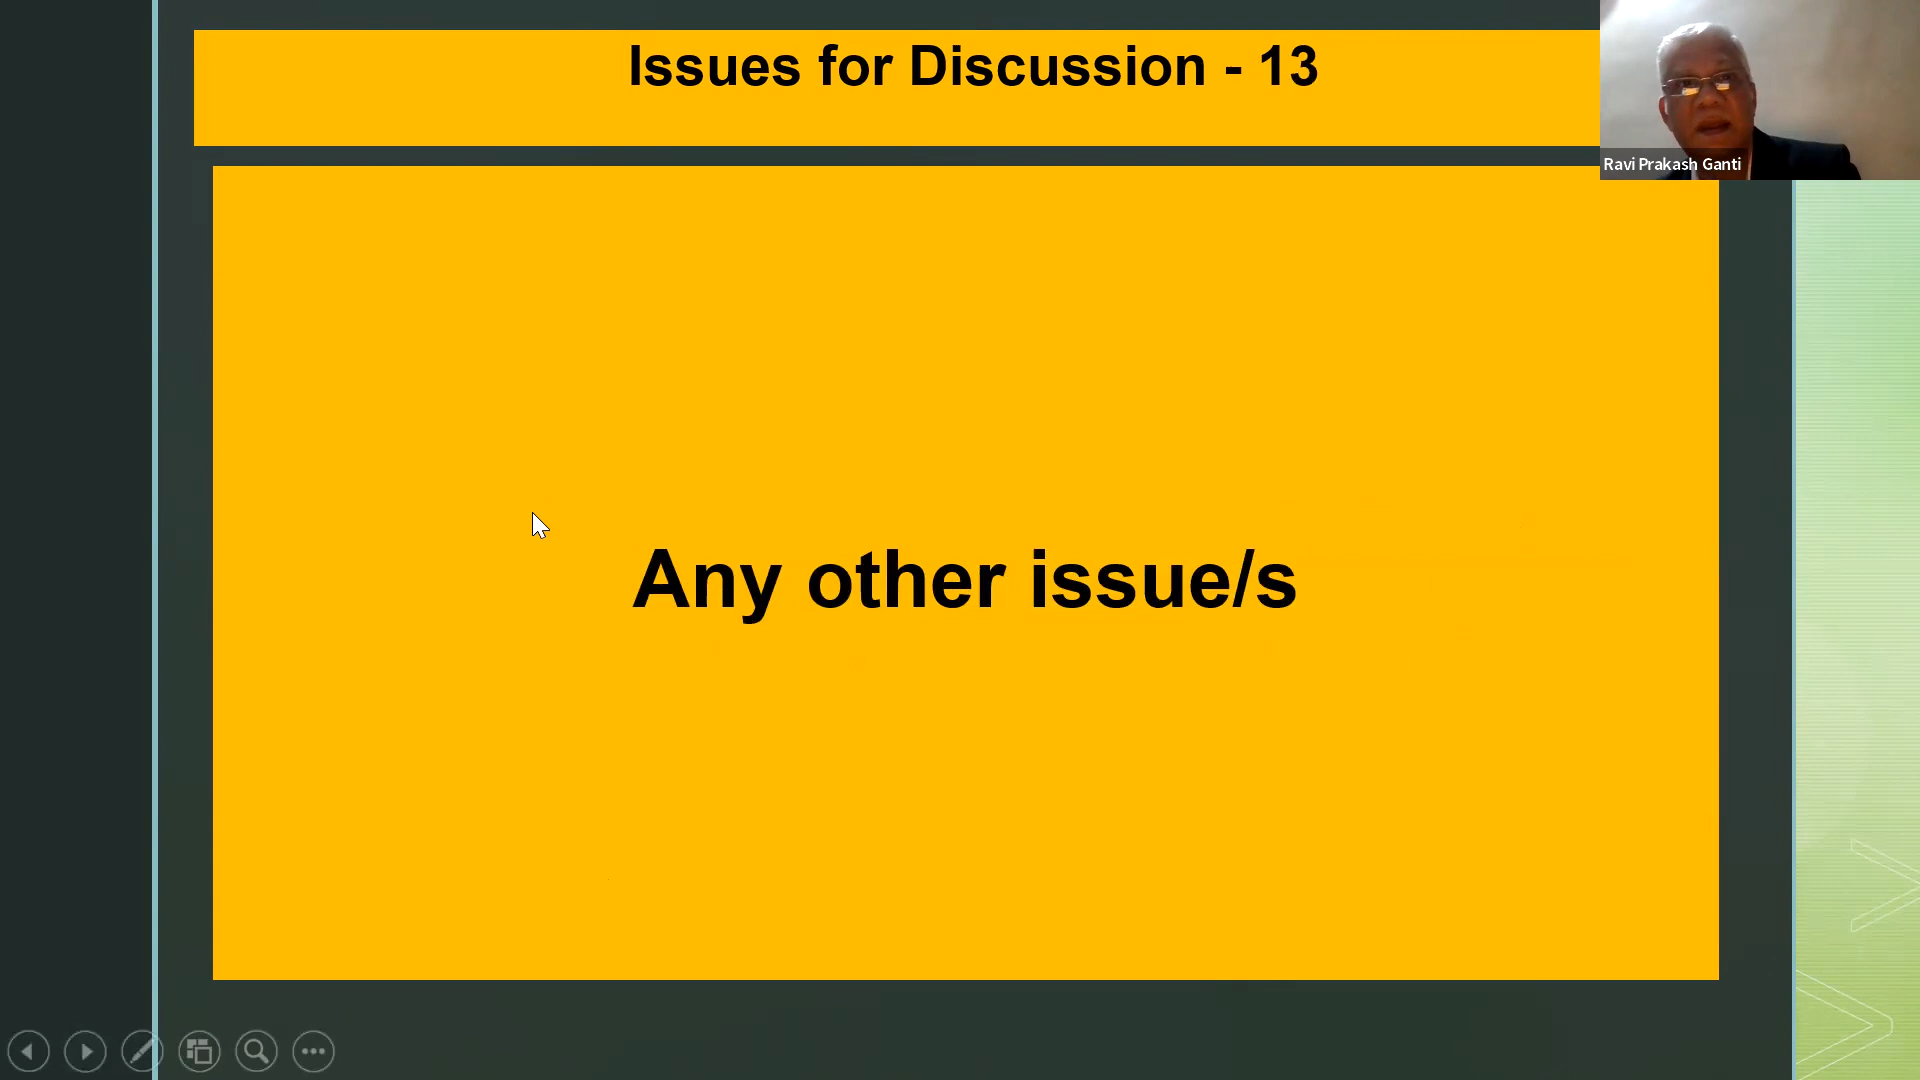 Issues for Discussion - 13
Ravi Prakash Ganti
Any other issue/s